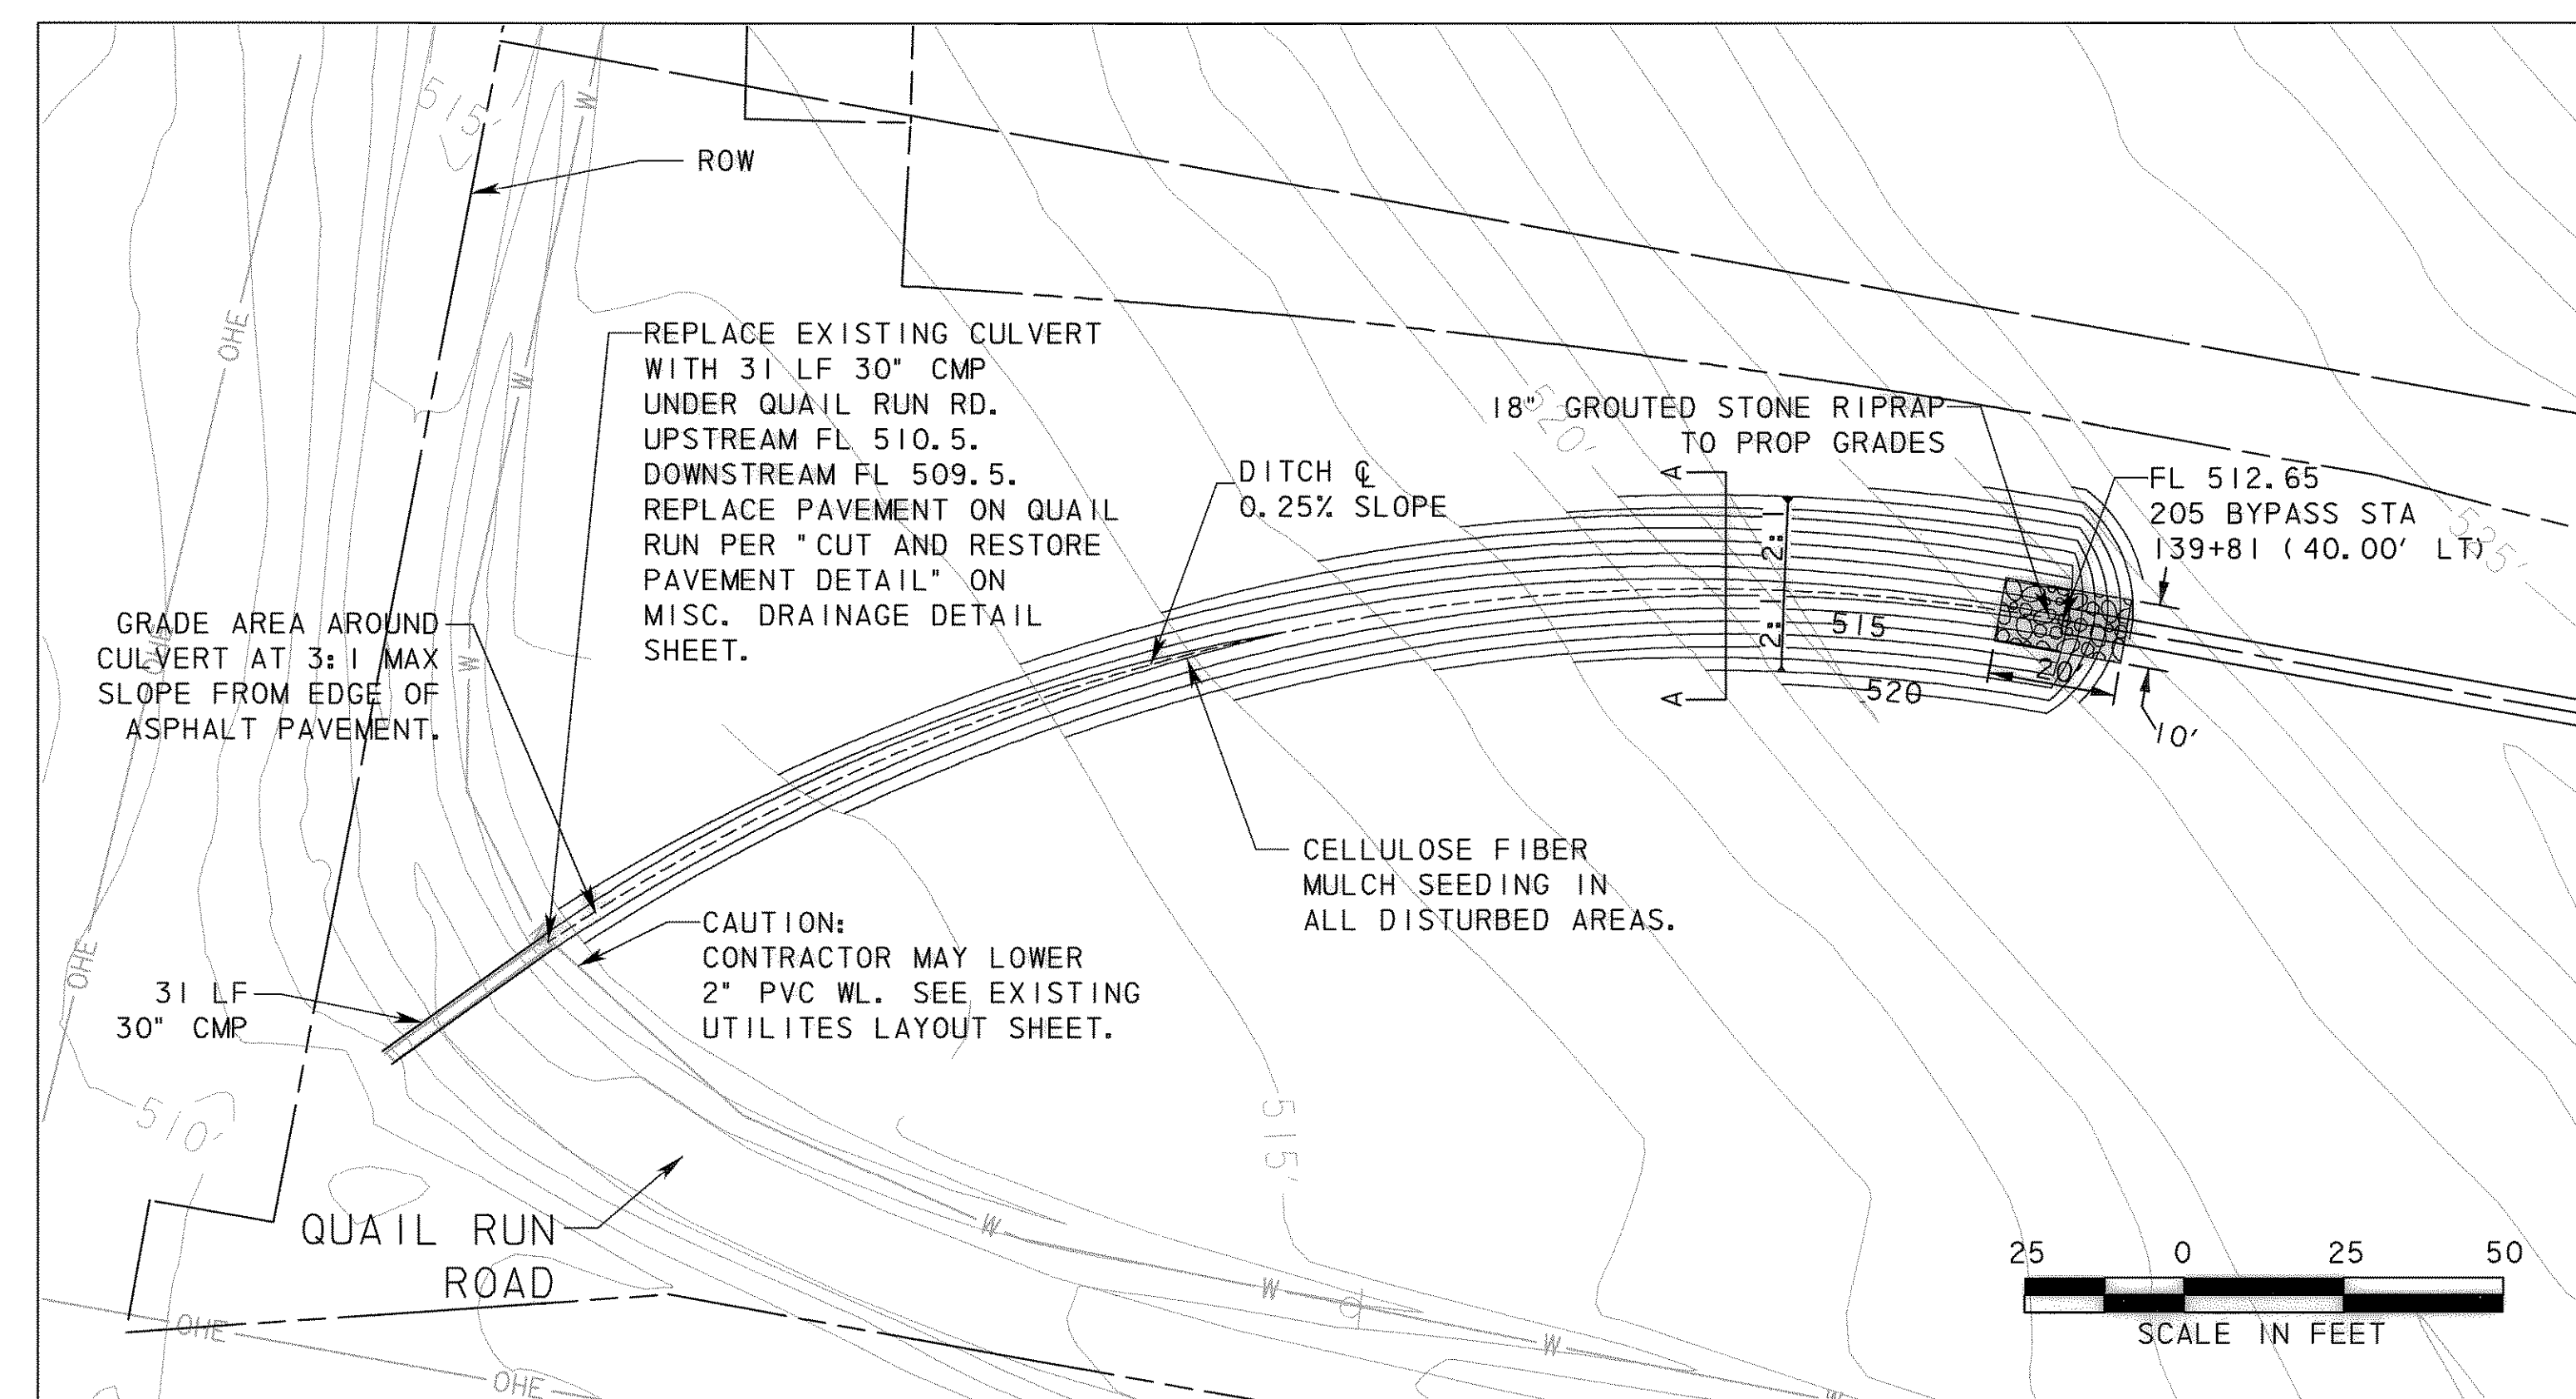 515'
W
ROW
OHE
W
REPLACE EXISTING CULVERT
WITH 31 LF 30" CMP
UNDER QUAIL RUN RD.
UPSTREAM FL 510.5.
DOWNSTREAM FL 509.5.
REPLACE PAVEMENT ON QUAIL
RUN PER "CUT AND RESTORE
PAVEMENT DETAIL" ON
MISC. DRAINAGE DETAIL
SHEET.
520'
18" GROUTED STONE RIPRAP
TO PROP GRADES
DITCH ℄
0.25% SLOPE
A
A
2:1
2:1
515
520
FL 512.65
205 BYPASS STA
139+81 (40.00' LT)
525'
20'
10'
GRADE AREA AROUND
CULVERT AT 3:1 MAX
SLOPE FROM EDGE OF
ASPHALT PAVEMENT.
OHE
W
CELLULOSE FIBER
MULCH SEEDING IN
ALL DISTURBED AREAS.
CAUTION:
CONTRACTOR MAY LOWER
2" PVC WL. SEE EXISTING
UTILITES LAYOUT SHEET.
OHE
31 LF
30" CMP
510'
515'
QUAIL RUN
ROAD
W
W
W
W
OHE
OHE
25 0 25 50
SCALE IN FEET